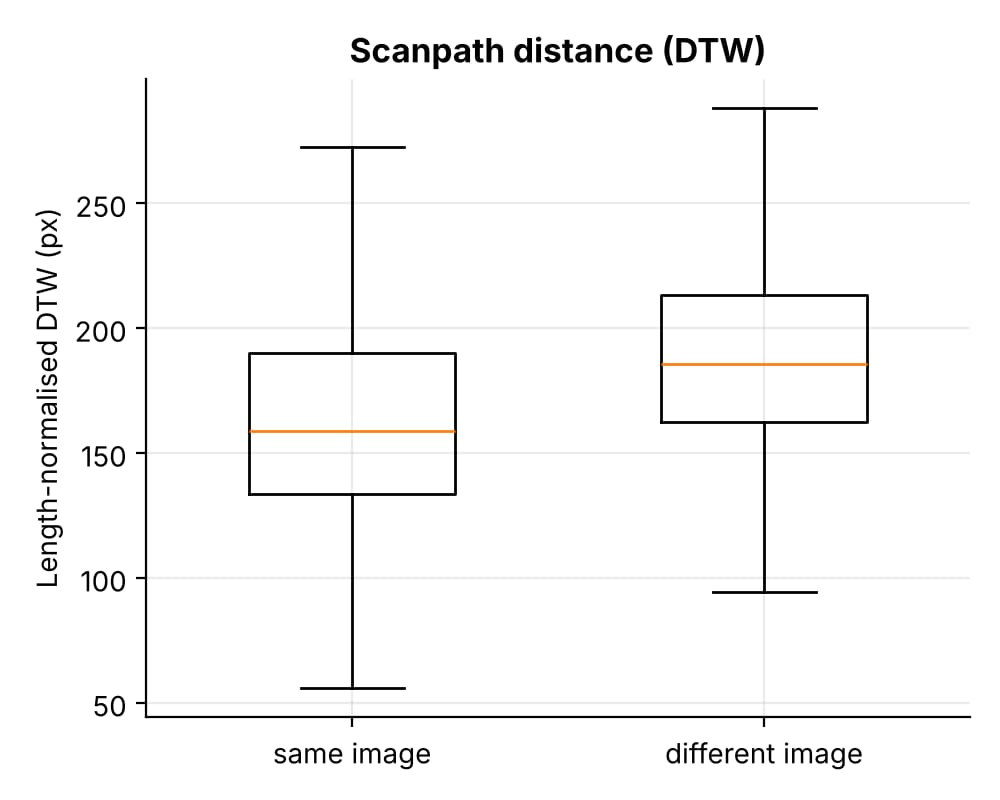 Scanpath distance (DTW)
Length-normalised DTW (px)
250
200
150
100
50
same image
different image